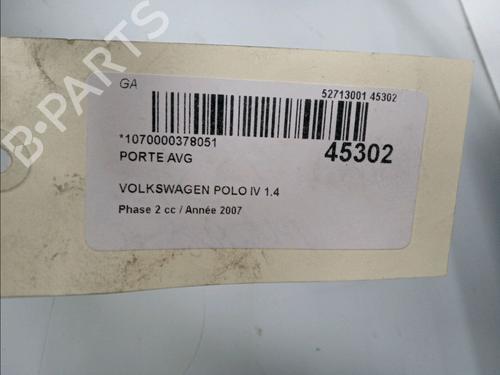 B-PARTS
GA
52713001 45302
*1070000378051
45302
PORTE AVG
VOLKSWAGEN POLO IV 1.4
Phase 2 cc / Année 2007